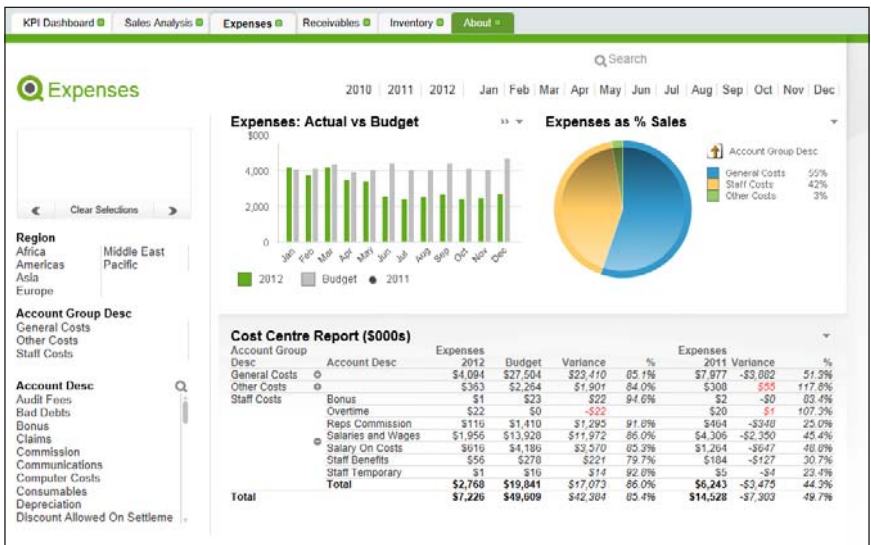 KPI Dashboard Sales Analysis Expenses Receivables Inventory About
Search
Expenses
2010 2011 2012 Jan Feb Mar Apr May Jun Jul Aug Sep Oct Nov Dec
Clear Selections
Region
Africa Middle East
Americas Pacific
Asia
Europe
Account Group Desc
General Costs
Other Costs
Staff Costs
Account Desc
Audit Fees
Bad Debts
Bonus
Claims
Commission
Communications
Computer Costs
Consumables
Depreciation
Discount Allowed On Settleme
Expenses: Actual vs Budget
$000
4,000
2,000
0
Jan Feb Mar Apr May Jun Jul Aug Sep Oct Nov Dec
2012 Budget 2011
Expenses as % Sales
Account Group Desc
General Costs 55%
Staff Costs 42%
Other Costs 3%
Cost Centre Report ($000s)
Account Group Expenses Expenses
Desc Account Desc 2012 Budget Variance % 2011 Variance %
General Costs $4,094 $27,504 $23,410 85.1% $7,977 -$3,882 51.3%
Other Costs $363 $2,264 $1,901 84.0% $308 $55 117.8%
Staff Costs Bonus $1 $23 $22 94.6% $2 -$0 83.4%
Overtime $22 $0 -$22 $20 $1 107.3%
Reps Commission $116 $1,410 $1,295 91.8% $464 -$348 25.0%
Salaries and Wages $1,956 $13,928 $11,972 86.0% $4,306 -$2,350 45.4%
Salary On Costs $616 $4,186 $3,570 85.3% $1,264 -$647 48.8%
Staff Benefits $56 $278 $221 79.7% $184 -$127 30.7%
Staff Temporary $1 $16 $14 92.8% $5 -$4 23.4%
Total $2,768 $19,841 $17,073 86.0% $6,243 -$3,475 44.3%
Total $7,226 $49,609 $42,384 85.4% $14,528 -$7,303 49.7%